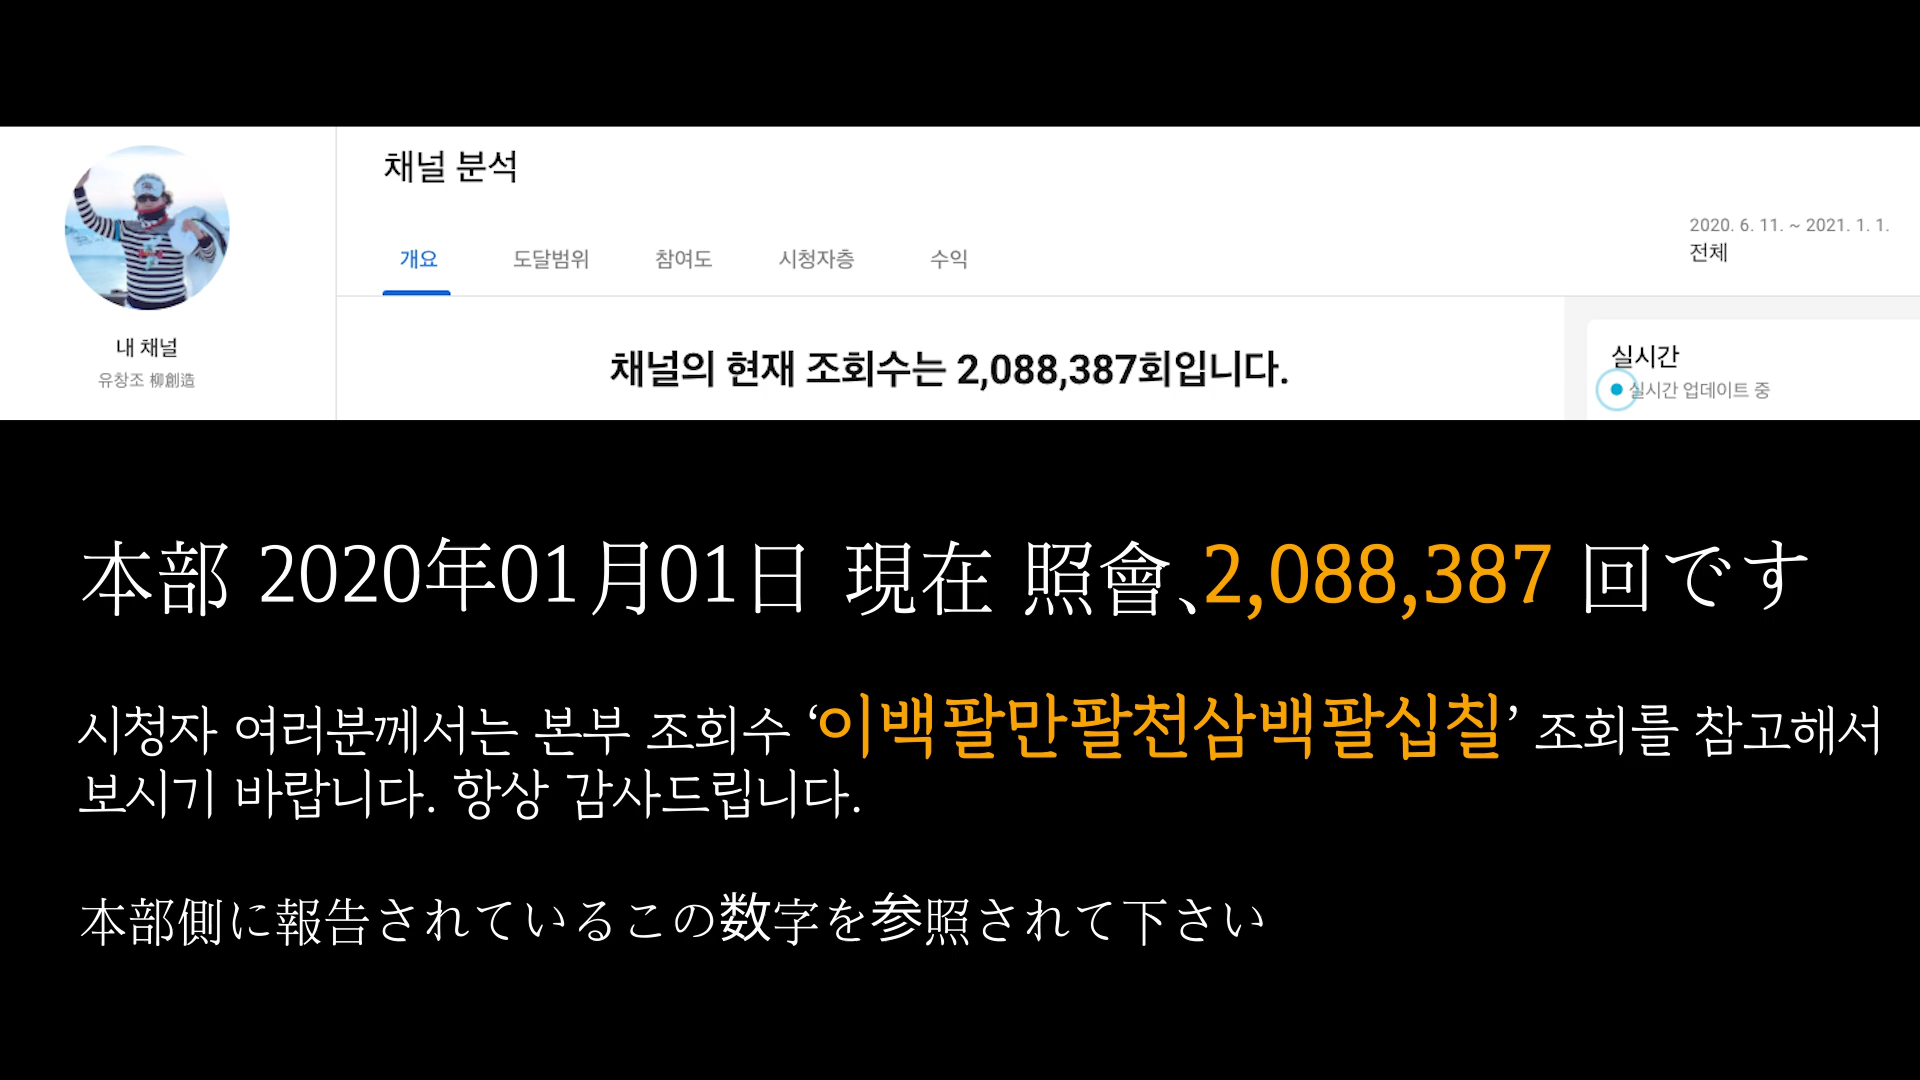 채널 분석
2020. 6. 11. ~ 2021. 1. 1.
전체
개요 도달범위 참여도 시청자층 수익
내 채널
유창조 柳創造
채널의 현재 조회수는 2,088,387회입니다.
실시간
실시간 업데이트 중
本部 2020年01月01日 現在 照會、2,088,387 回です
시청자 여러분께서는 본부 조회수 ‘이백팔만팔천삼백팔십칠’ 조회를 참고해서
보시기 바랍니다. 항상 감사드립니다.
本部側に報告されているこの数字を参照されて下さい